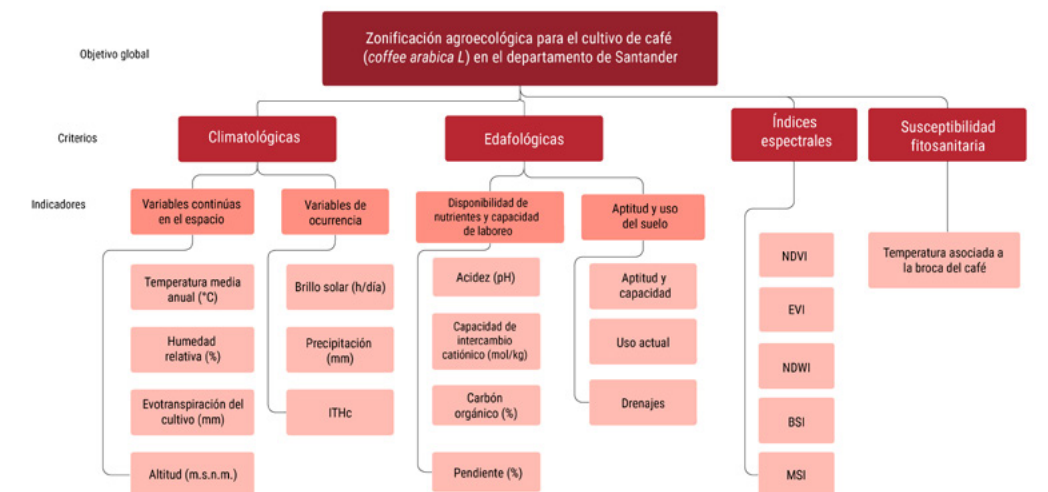 Objetivo global
Zonificación agroecológica para el cultivo de café
(coffee arabica L) en el departamento de Santander
Criterios
Climatológicas
Edafológicas
Índices
espectrales
Susceptibilidad
fitosanitaria
Indicadores
Variables continúas
en el espacio
Variables de
ocurrencia
Disponibilidad de
nutrientes y capacidad
de laboreo
Aptitud y uso
del suelo
Temperatura media
anual (°C)
Humedad
relativa (%)
Evotranspiración del
cultivo (mm)
Altitud (m.s.n.m.)
Brillo solar (h/día)
Precipitación
(mm)
ITHc
Acidez (pH)
Capacidad de
intercambio
catiónico (mol/kg)
Carbón
orgánico (%)
Pendiente (%)
Aptitud y
capacidad
Uso actual
Drenajes
NDVI
EVI
NDWI
BSI
MSI
Temperatura asociada a
la broca del café